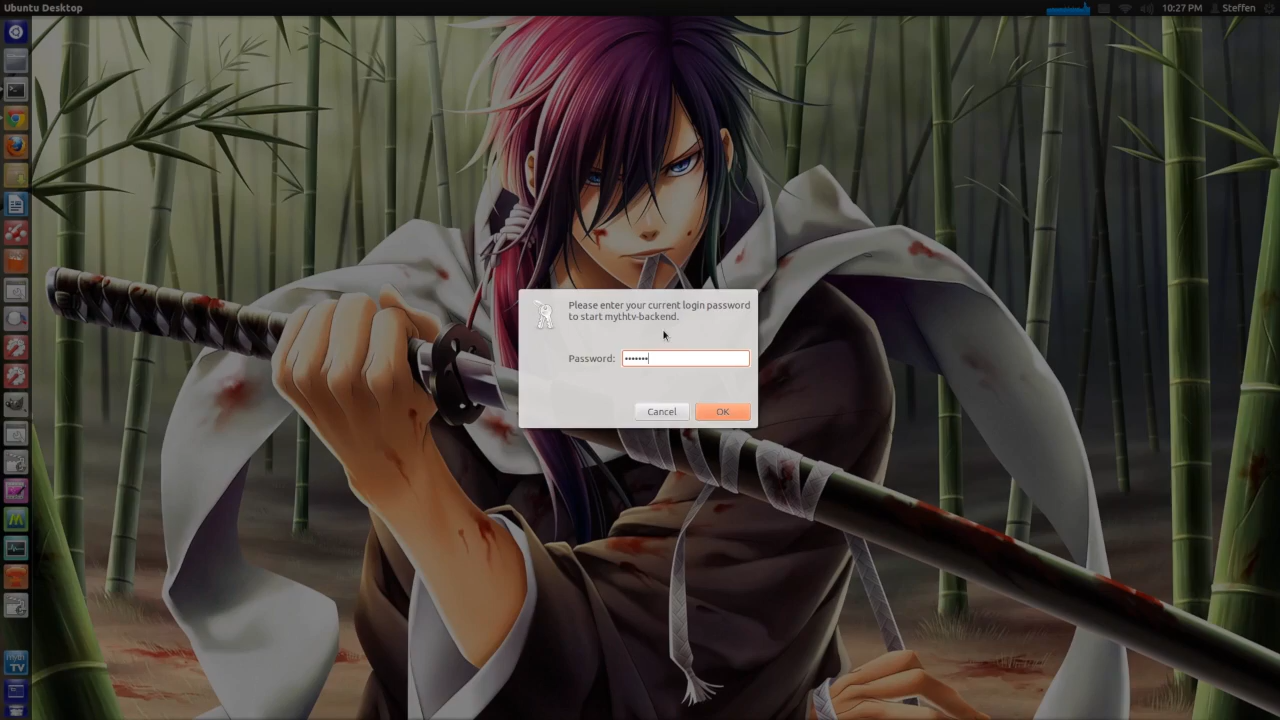 Ubuntu Desktop
10:27 PM
Steffen
Please enter your current login password
to start mythtv-backend.
Password: •••••••
Cancel
OK
myth
TV